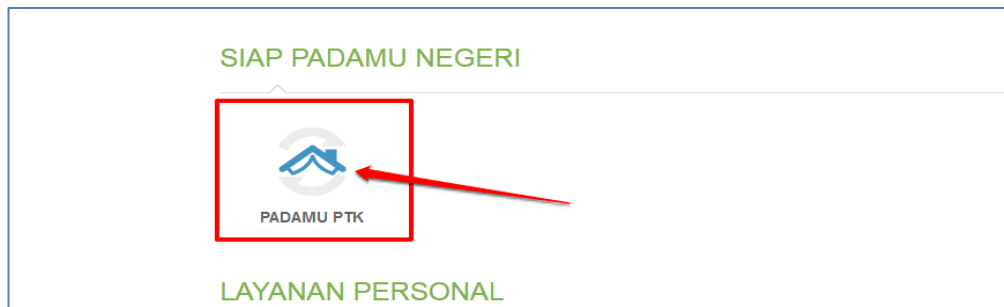 SIAP PADAMU NEGERI
PADAMU PTK
LAYANAN PERSONAL